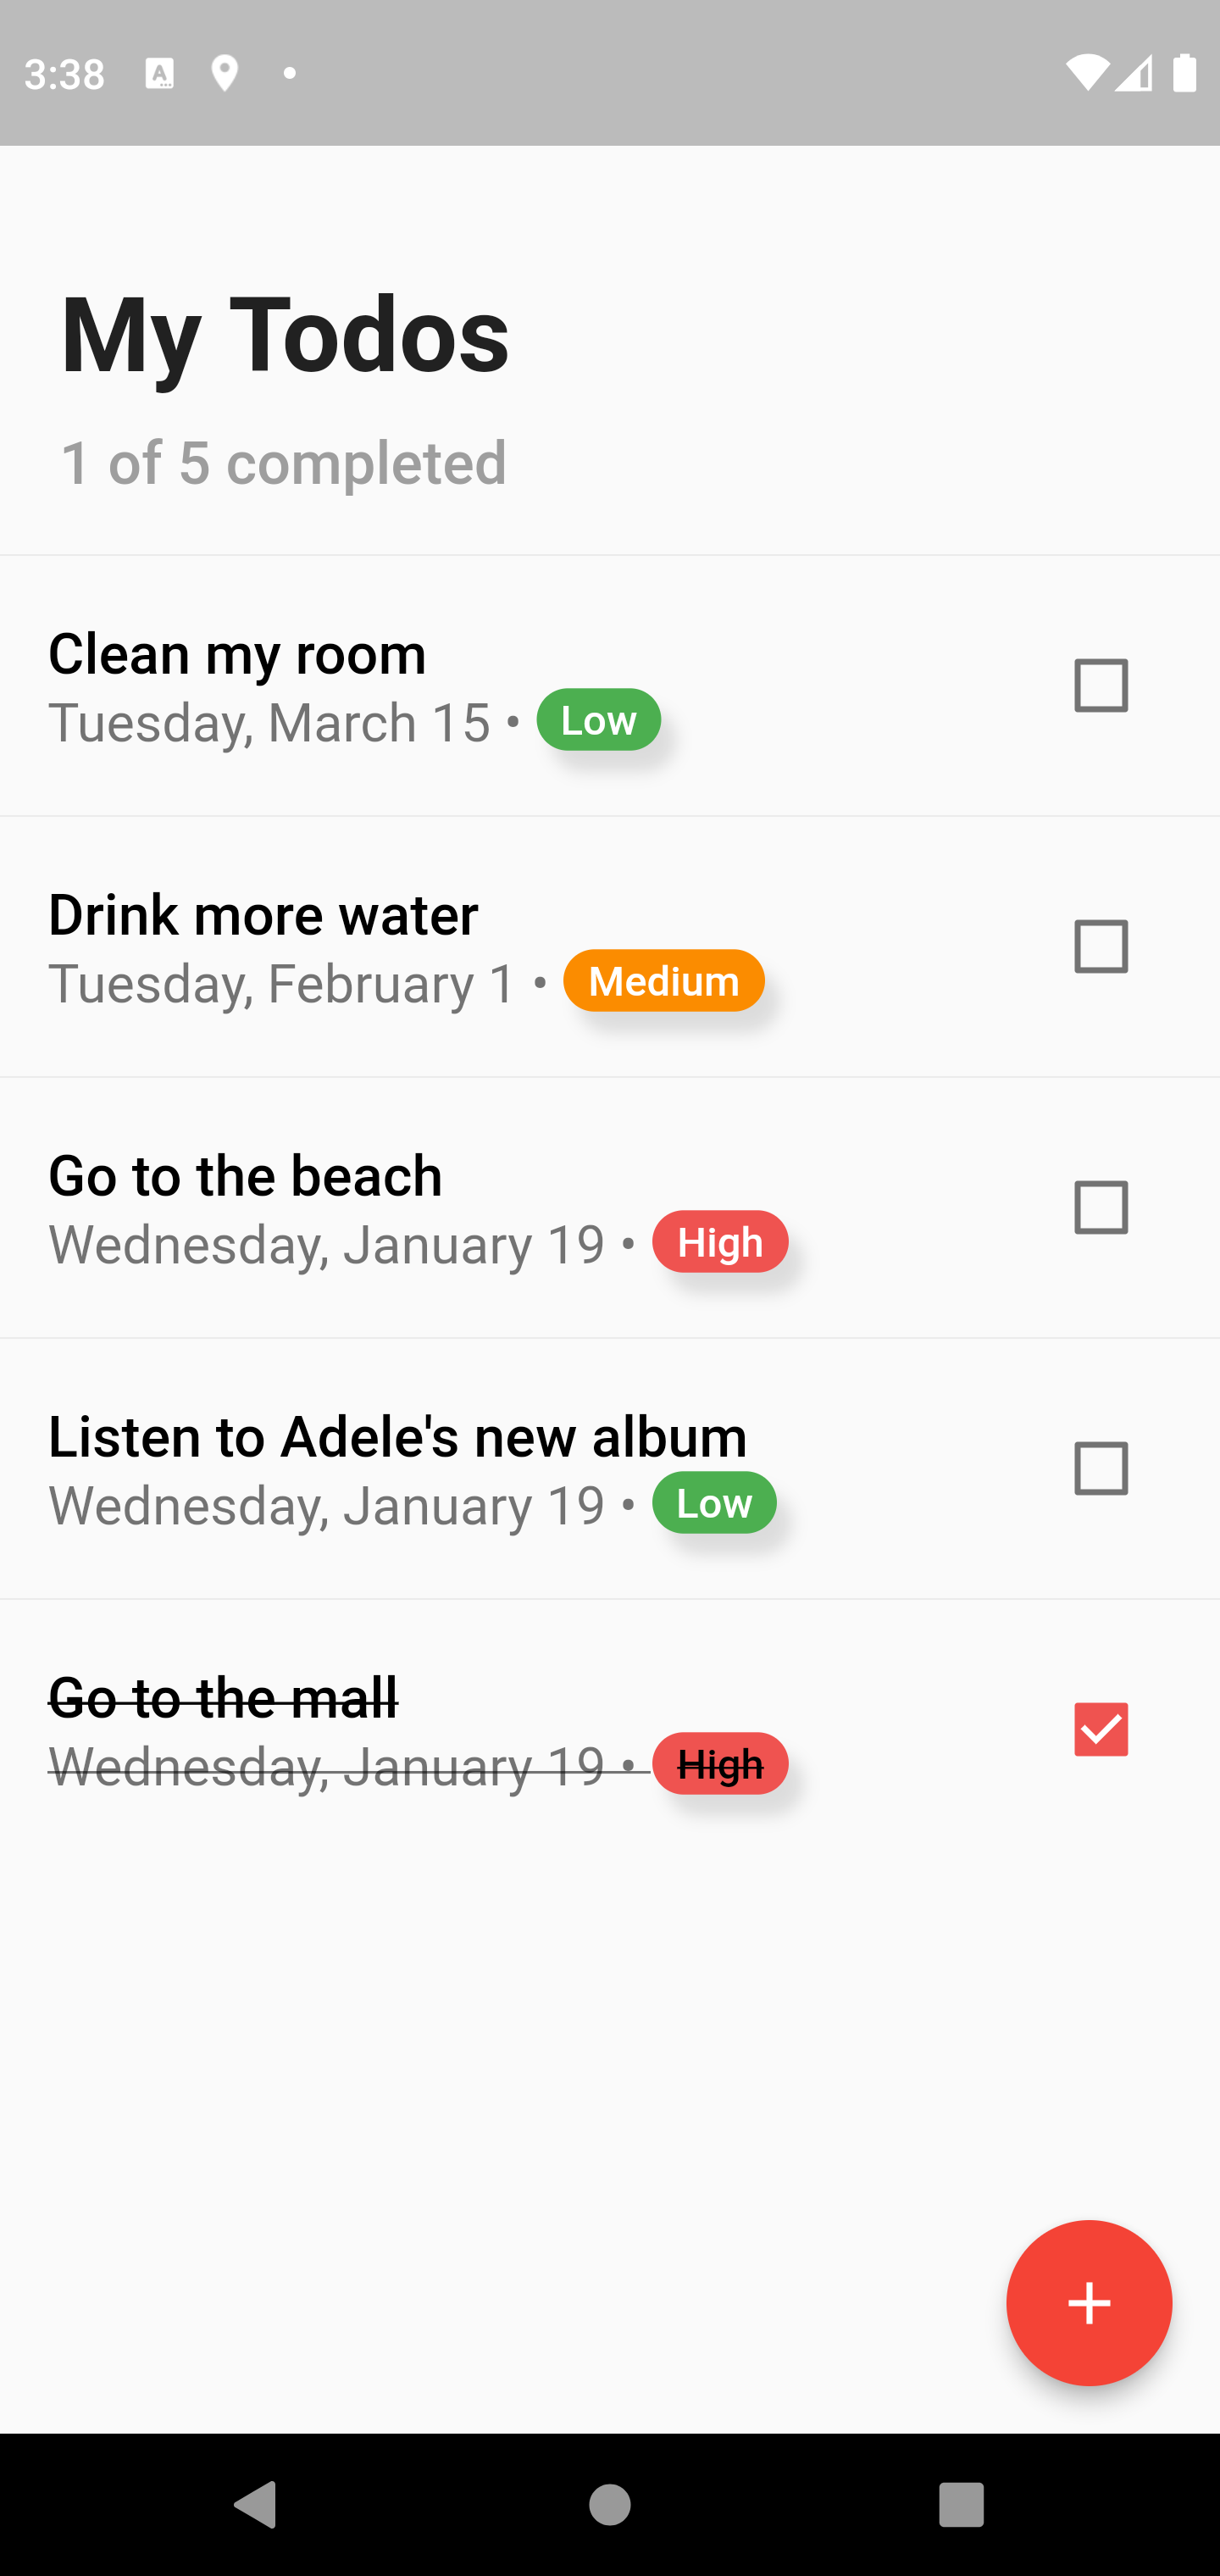 3:38
My Todos
1 of 5 completed
Clean my room
Tuesday, March 15 • Low
Drink more water
Tuesday, February 1 • Medium
Go to the beach
Wednesday, January 19 • High
Listen to Adele's new album
Wednesday, January 19 • Low
Go to the mall
Wednesday, January 19 • High